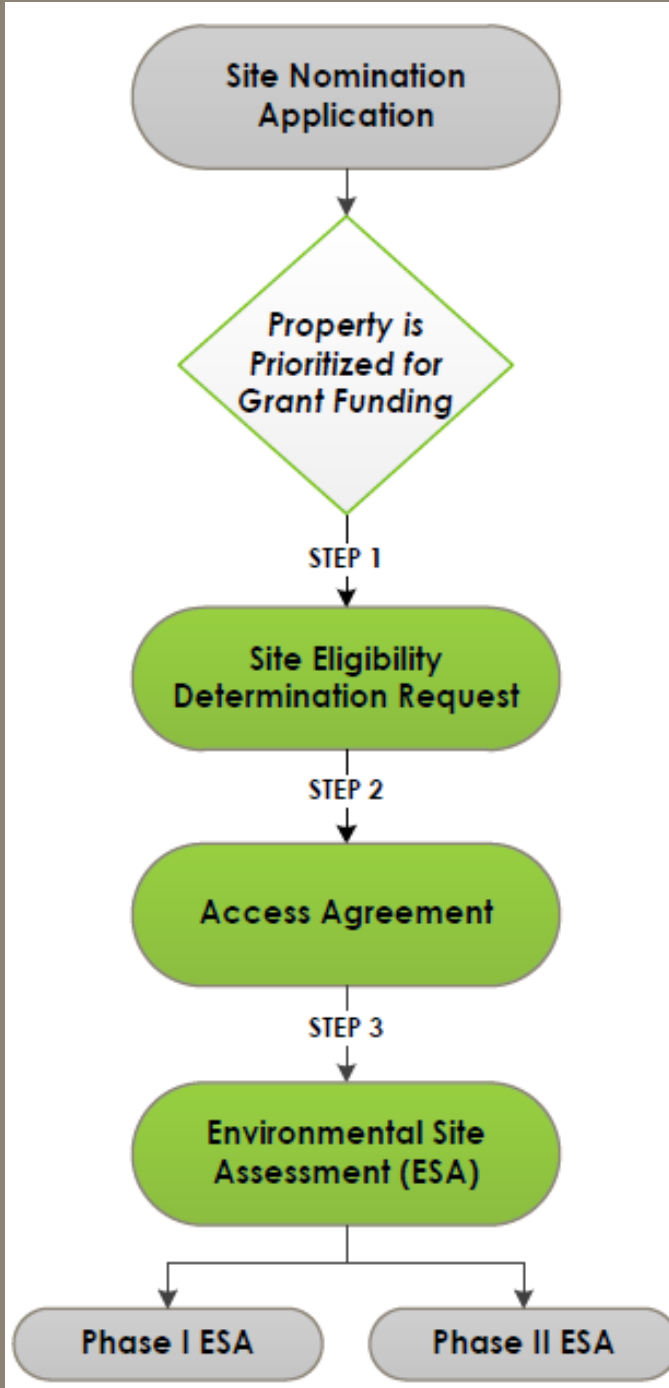 Site Nomination
Application
Property is
Prioritized for
Grant Funding
STEP 1
Site Eligibility
Determination Request
STEP 2
Access Agreement
STEP 3
Environmental Site
Assessment (ESA)
Phase I ESA
Phase II ESA